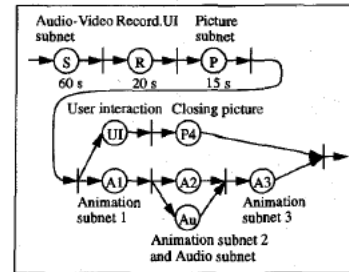 Audio-Video Record.UI Picture
subnet subnet
S R P
60 s 20 s 15 s
User interaction Closing picture
UI P4
A1 A2 A3
Animation Animation
subnet 1 Au subnet 3
Animation subnet 2
and Audio subnet